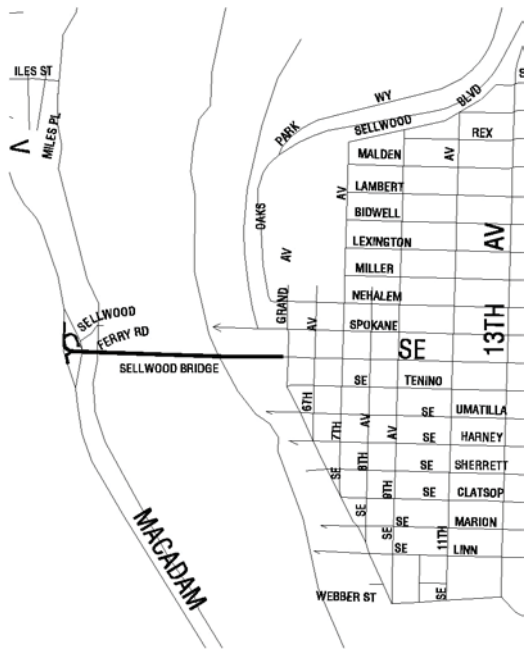 ILES ST
MILES PL
V
PARK
WY
SELLWOOD
BLVD
S
REX
AV
MALDEN
LAMBERT
AV
BIDWELL
OAKS
LEXINGTON
AV
AV
MILLER
NEHALEM
GRAND
SPOKANE
AV
13TH
SE
SELLWOOD
FERRY RD
SELLWOOD BRIDGE
SE TENINO
6TH
SE UMATILLA
7TH
AV
AV
SE HARNEY
8TH
SE SHERRETT
SE
9TH
SE CLATSOP
SE
SE MARION
SE
11TH
SE LINN
MACADAM
WEBBER ST
SE